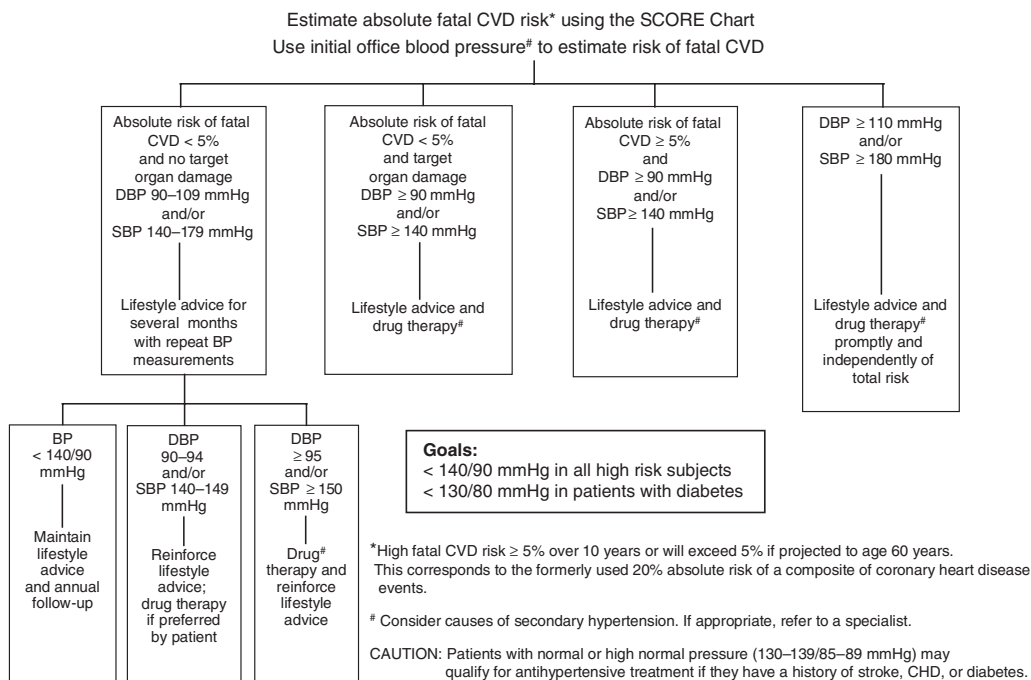 Estimate absolute fatal CVD risk* using the SCORE Chart
Use initial office blood pressure# to estimate risk of fatal CVD
Absolute risk of fatal
CVD < 5%
and no target
organ damage
DBP 90–109 mmHg
and/or
SBP 140–179 mmHg
Lifestyle advice for
several months
with repeat BP
measurements
Absolute risk of fatal
CVD < 5%
and target
organ damage
DBP ≥ 90 mmHg
and/or
SBP ≥ 140 mmHg
Lifestyle advice and
drug therapy#
Absolute risk of fatal
CVD ≥ 5%
and
DBP ≥ 90 mmHg
and/or
SBP ≥ 140 mmHg
Lifestyle advice and
drug therapy#
DBP ≥ 110 mmHg
and/or
SBP ≥ 180 mmHg
Lifestyle advice and
drug therapy#
promptly and
independently of
total risk
BP
< 140/90
mmHg
Maintain
lifestyle
advice
and annual
follow-up
DBP
90–94
and/or
SBP 140–149
mmHg
Reinforce
lifestyle
advice;
drug therapy
if preferred
by patient
DBP
≥ 95
and/or
SBP ≥ 150
mmHg
Drug#
therapy and
reinforce
lifestyle
advice
Goals:
< 140/90 mmHg in all high risk subjects
< 130/80 mmHg in patients with diabetes
*High fatal CVD risk ≥ 5% over 10 years or will exceed 5% if projected to age 60 years.
This corresponds to the formerly used 20% absolute risk of a composite of coronary heart disease
events.
# Consider causes of secondary hypertension. If appropriate, refer to a specialist.
CAUTION: Patients with normal or high normal pressure (130–139/85–89 mmHg) may
qualify for antihypertensive treatment if they have a history of stroke, CHD, or diabetes.